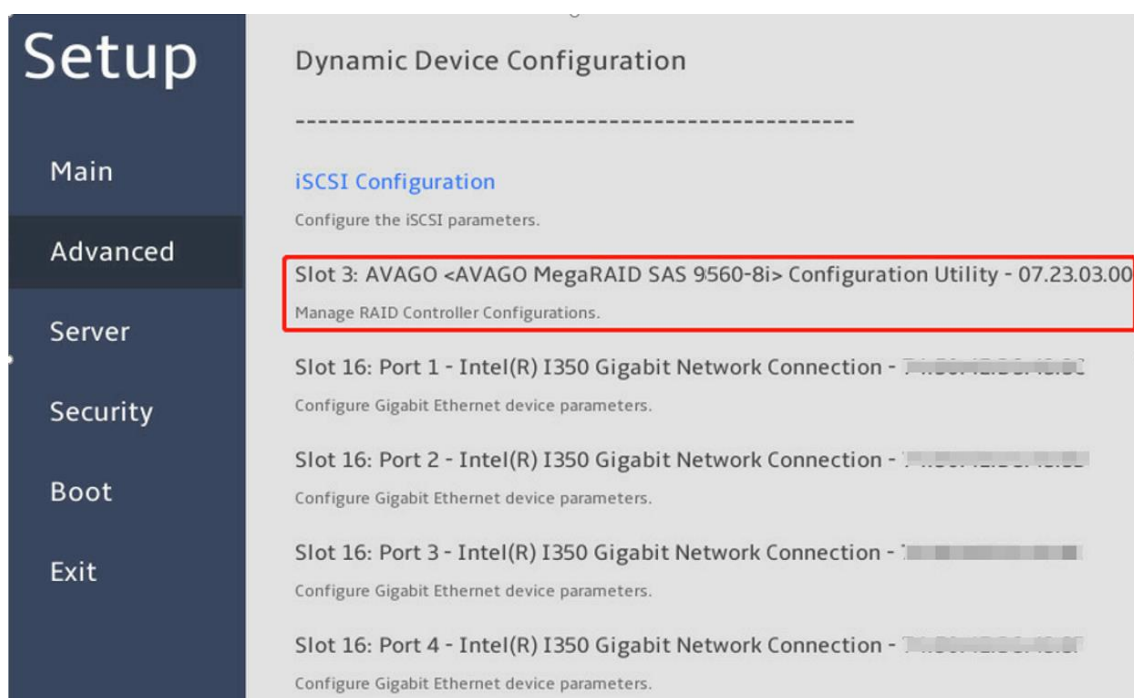 Setup
Main
Advanced
Server
Security
Boot
Exit
Dynamic Device Configuration
--------------------------------------------------
iSCSI Configuration
Configure the iSCSI parameters.
Slot 3: AVAGO <AVAGO MegaRAID SAS 9560-8i> Configuration Utility - 07.23.03.00
Manage RAID Controller Configurations.
Slot 16: Port 1 - Intel(R) I350 Gigabit Network Connection -
Configure Gigabit Ethernet device parameters.
Slot 16: Port 2 - Intel(R) I350 Gigabit Network Connection -
Configure Gigabit Ethernet device parameters.
Slot 16: Port 3 - Intel(R) I350 Gigabit Network Connection -
Configure Gigabit Ethernet device parameters.
Slot 16: Port 4 - Intel(R) I350 Gigabit Network Connection -
Configure Gigabit Ethernet device parameters.